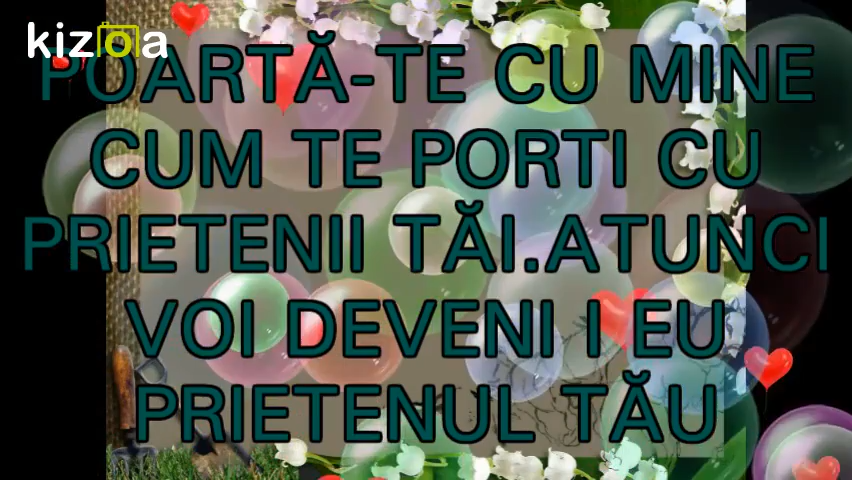 kizoa
POARTĂ-TE CU MINE
CUM TE PORTI CU
PRIETENII TĂI.ATUNCI
VOI DEVENI I EU
PRIETENUL TĂU